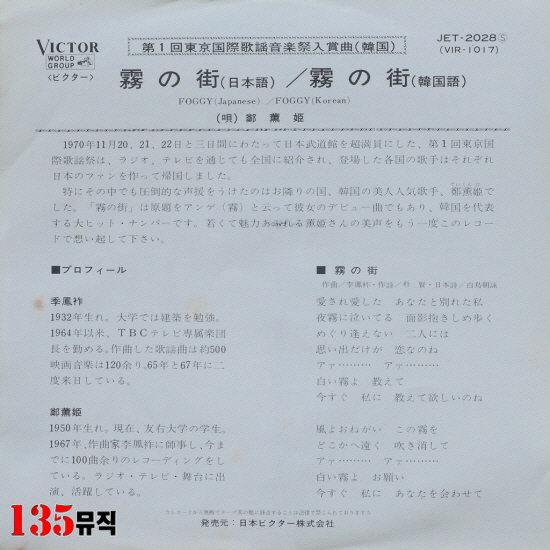 VICTOR
WORLD GROUP
〈ビクター〉
第1回東京国際歌謡音楽祭入賞曲(韓国)
JET-2028Ⓢ
(VIR-1017)
霧の街(日本語)／霧の街(韓国語)
FOGGY(Japanese) ／FOGGY(Korean)
(唄) 鄭薫姫
1970年11月20、21、22日と三日間にわたって日本武道館を超満員にした、第1回東京国
際歌謡祭は、ラジオ、テレビを通じても全国に紹介され、登場した各国の歌手はそれぞれ
日本のファンを作って帰国しました。
特にその中でも圧倒的な声援をうけたのはお隣りの国、韓国の美人人気歌手、鄭薫姫で
した。「霧の街」は原題をアンゲ(霧)と云って彼女のデビュー曲でもあり、韓国を代表
する大ヒット・ナンバーです。若くて魅力あふれる薫姫さんの美声をもう一度このレコー
ドで想い起して下さい。
■プロフィール
李鳳祚
1932年生れ。大学では建築を勉強。
1964年以来、TBCテレビ専属楽団
長を勤める。作曲した歌謡曲は約500
映画音楽は120余り。65年と67年に二
度来日している。
鄭薫姫
1950年生れ。現在、友右大学の学生。
1967年、作曲家李鳳祚に師事し、今ま
でに100曲余りのレコーディングをし
ている。ラジオ・テレビ・舞台に出
演、活躍している。
■霧の街
作曲／李鳳祚・作詩／朴 賢・日本詩／白鳥朝詠
愛され愛した あなたと別れた私
夜霧に泣いてる 面影抱きしめ歩く
めぐり逢えない 二人には
思い出だけが 恋なのね
アァ……… アァ………
白い霧よ 教えて
今すぐ 私に 教えて欲しいのね
風よおねがい この霧を
どこかへ遠く 吹き消して
アァ……… アァ………
白い霧よ お願い
今すぐ 私に あなたを会わせて
発売元：日本ビクター株式会社
135뮤직